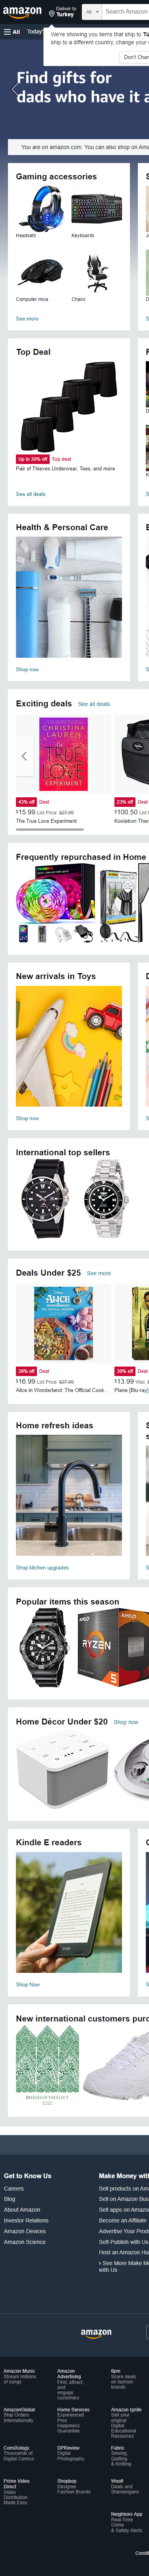 amazon
Deliver to
Turkey
All
Search Amazon
All
Today'
We're showing you items that ship to Tu
ship to a different country, change your
Don't Chan
Find gifts for
dads who have it a
You are on amazon.com. You can also shop on Ama
Gaming accessories
Headsets
Keyboards
Computer mice
Chairs
See more
Top Deal
Up to 30% off
Top deal
Pair of Thieves Underwear, Tees, and more
See all deals
Health & Personal Care
Shop now
Exciting deals
See all deals
CHRISTINA
LAUREN
THE
TRUE
LOVE
EXPERIMENT
43% off
Deal
23% off
Deal
$15.99 List Price: $27.99
$100.50 List
The True Love Experiment
Koolatron Ther
Frequently repurchased in Home
New arrivals in Toys
Shop now
International top sellers
Deals Under $25
See more
ALICE
39% off
Deal
30% off
Deal
$16.99 List Price: $27.99
$13.99 Was: $
Alice in Wonderland: The Official Cook...
Plane [Blu-ray]
Home refresh ideas
Shop kitchen upgrades
Popular items this season
AMD
RYZEN
5
Home Décor Under $20
Shop now
Kindle E readers
Shop Now
New international customers purc
Get to Know Us
Make Money with
Careers
Sell products on Am
Blog
Sell on Amazon Bus
About Amazon
Sell apps on Amazo
Investor Relations
Become an Affiliate
Amazon Devices
Advertise Your Prod
Amazon Science
Self-Publish with Us
Host an Amazon Hu
› See More Make Mo
with Us
amazon
Amazon Music
Stream millions
of songs
Amazon
Advertising
Find, attract,
and
engage
customers
6pm
Score deals
on fashion
brands
AmazonGlobal
Ship Orders
Internationally
Home Services
Experienced
Pros
Happiness
Guarantee
Amazon Ignite
Sell your
original
Digital
Educational
Resources
ComiXology
Thousands of
Digital Comics
DPReview
Digital
Photography
Fabric
Sewing,
Quilting
& Knitting
Prime Video
Direct
Video
Distribution
Made Easy
Shopbop
Designer
Fashion Brands
Woot!
Deals and
Shenanigans
Neighbors App
Real-Time
Crime
& Safety Alerts
Condit